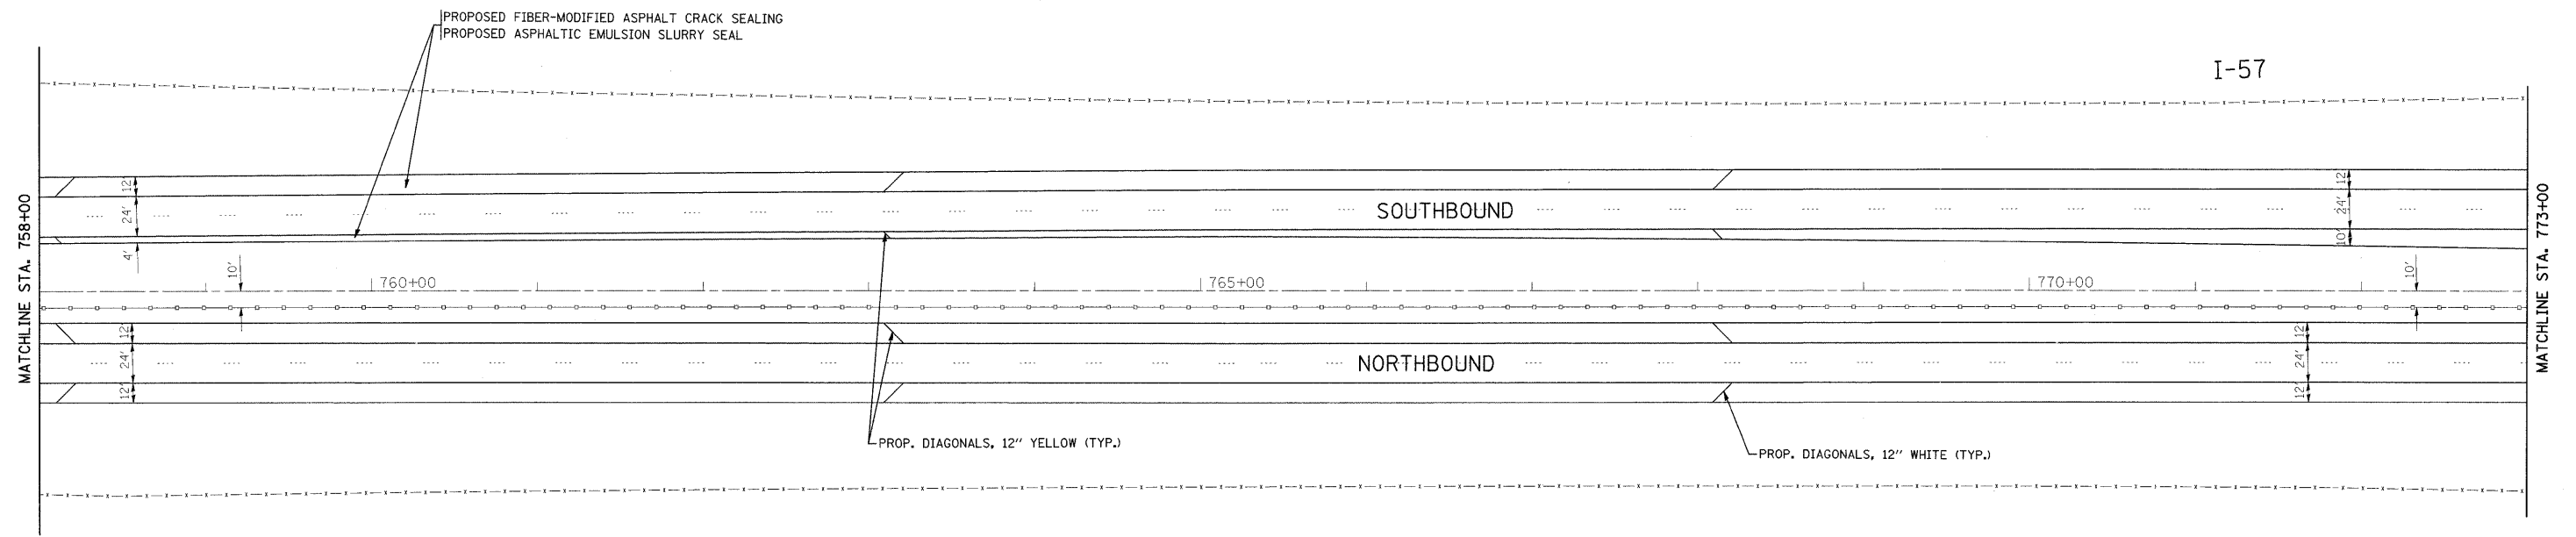 PROPOSED FIBER-MODIFIED ASPHALT CRACK SEALING
PROPOSED ASPHALTIC EMULSION SLURRY SEAL
I-57
MATCHLINE STA. 758+00
12'
24'
4'
10'
SOUTHBOUND
12'
24'
10'
10'
MATCHLINE STA. 773+00
760+00
765+00
770+00
12'
24'
12'
NORTHBOUND
12'
24'
12'
PROP. DIAGONALS, 12" YELLOW (TYP.)
PROP. DIAGONALS, 12" WHITE (TYP.)